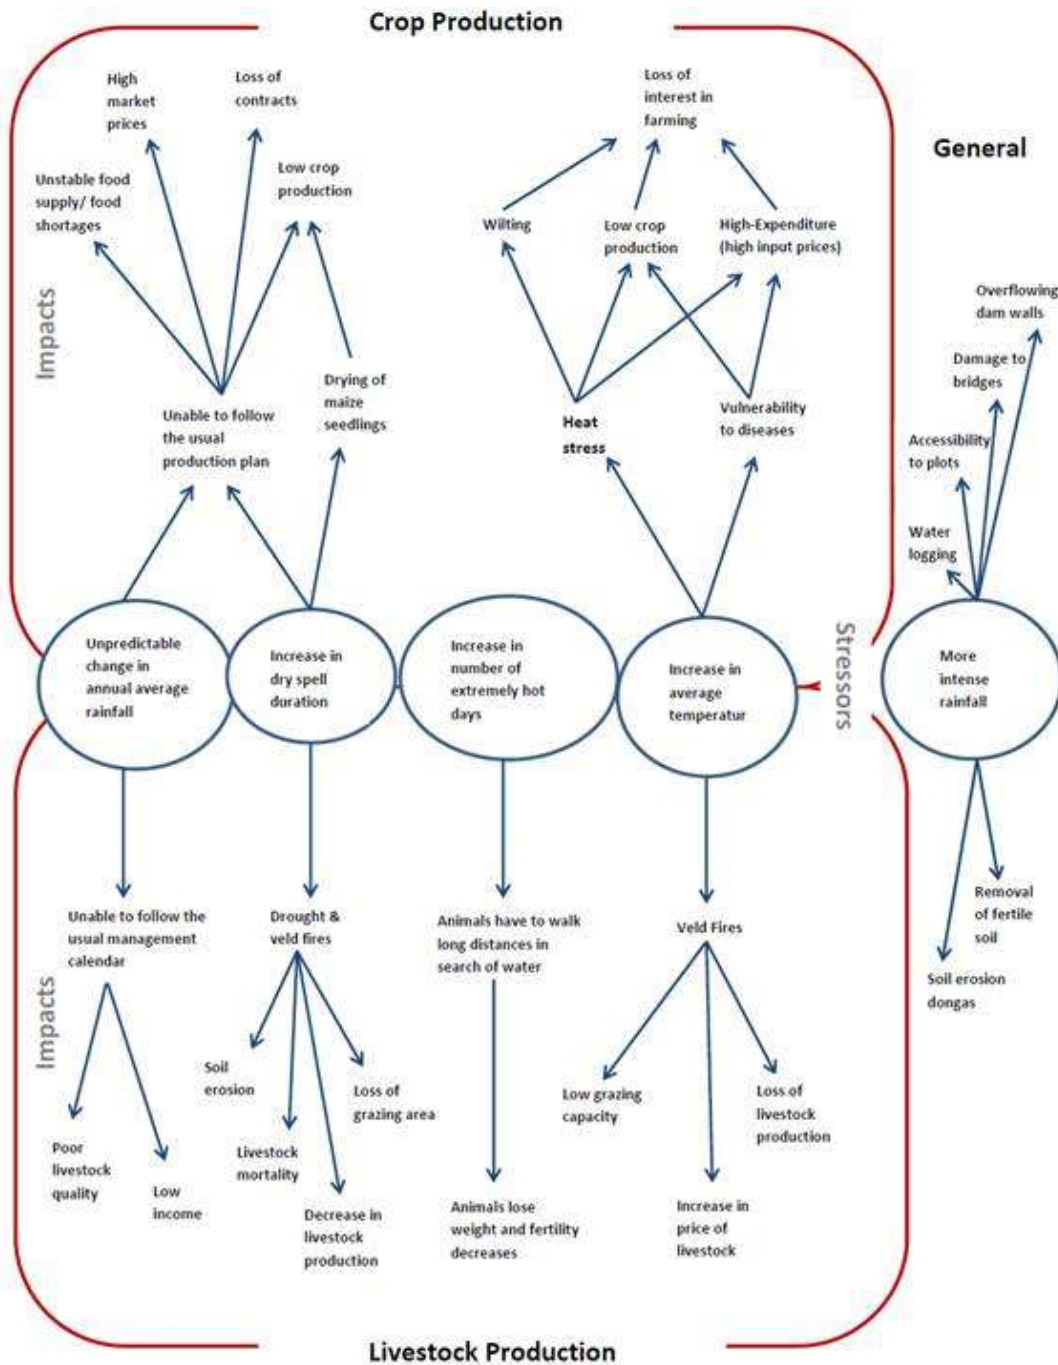 Crop Production
High
market
prices
Loss of
contracts
Loss of
interest in
farming
General
Unstable food
supply/ food
shortages
Low crop
production
Wilting
Low crop
production
High-Expenditure
(high input prices)
Impacts
Overflowing
dam walls
Damage to
bridges
Drying of
maize
seedlings
Unable to follow
the usual
production plan
Heat
stress
Vulnerability
to diseases
Accessibility
to plots
Water
logging
Unpredictable
change in
annual average
rainfall
Increase in
dry spell
duration
Increase in
number of
extremely hot
days
Increase in
average
temperatur
Stressors
More
intense
rainfall
Unable to follow the
usual management
calendar
Drought &
veld fires
Animals have to walk
long distances in
search of water
Veld Fires
Removal
of fertile
soil
Soil erosion
dongas
Impacts
Soil
erosion
Loss of
grazing area
Low grazing
capacity
Loss of
livestock
production
Poor
livestock
quality
Low
income
Livestock
mortality
Decrease in
livestock
production
Animals lose
weight and fertility
decreases
Increase in
price of
livestock
Livestock Production